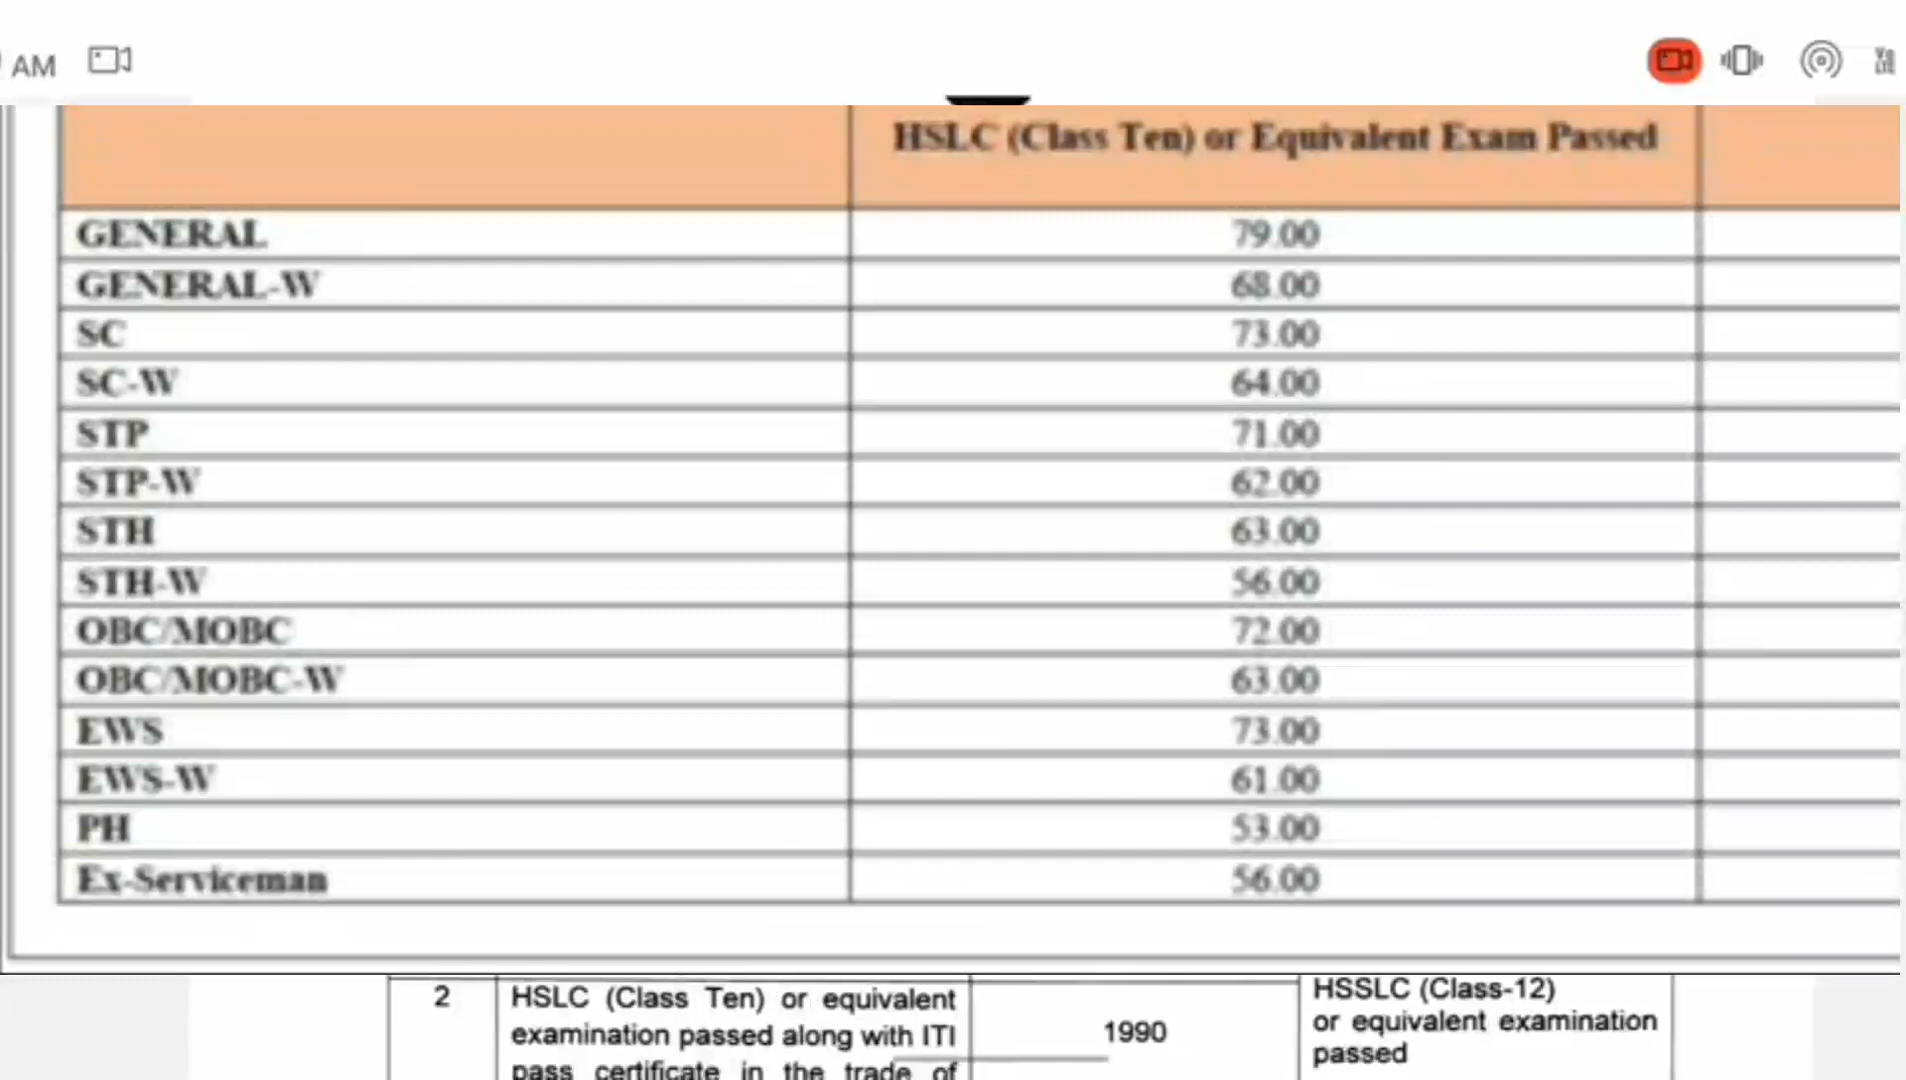 AM
HSLC (Class Ten) or Equivalent Exam Passed
GENERAL 79.00
GENERAL-W 68.00
SC 73.00
SC-W 64.00
STP 71.00
STP-W 62.00
STH 63.00
STH-W 56.00
OBC/MOBC 72.00
OBC/MOBC-W 63.00
EWS 73.00
EWS-W 61.00
PH 53.00
Ex-Serviceman 56.00
2 HSLC (Class Ten) or equivalent examination passed along with ITI pass certificate in the trade of
1990
HSSLC (Class-12)
or equivalent examination
passed